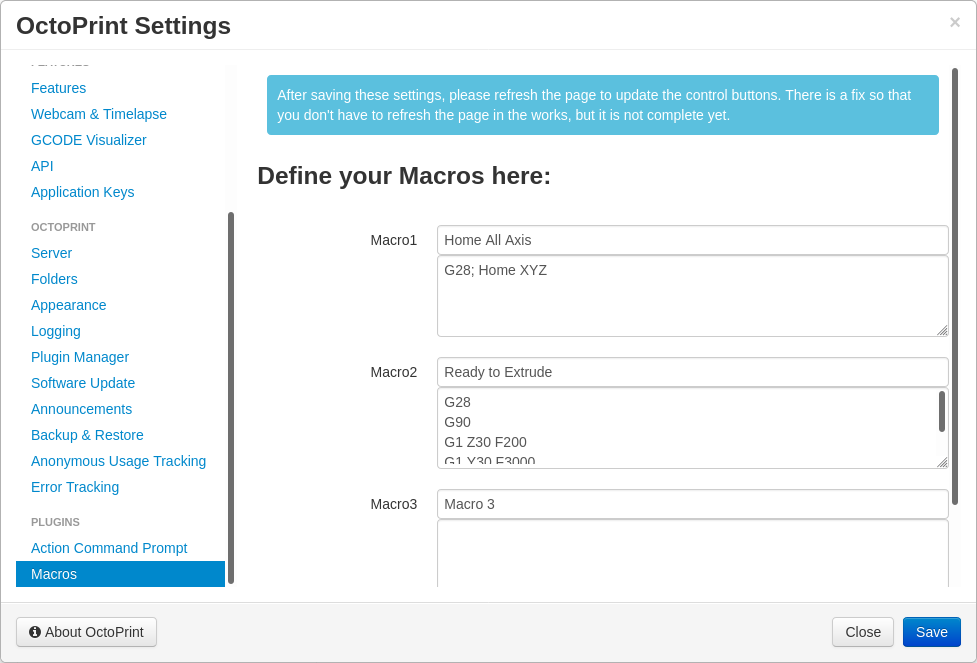 OctoPrint Settings
×
FEATURES
Features
Webcam & Timelapse
GCODE Visualizer
API
Application Keys
OCTOPRINT
Server
Folders
Appearance
Logging
Plugin Manager
Software Update
Announcements
Backup & Restore
Anonymous Usage Tracking
Error Tracking
PLUGINS
Action Command Prompt
Macros
After saving these settings, please refresh the page to update the control buttons. There is a fix so that
you don't have to refresh the page in the works, but it is not complete yet.
Define your Macros here:
Macro1
Home All Axis
G28; Home XYZ
Macro2
Ready to Extrude
G28
G90
G1 Z30 F200
G1 Y30 F3000
Macro3
Macro 3
About OctoPrint
Close
Save